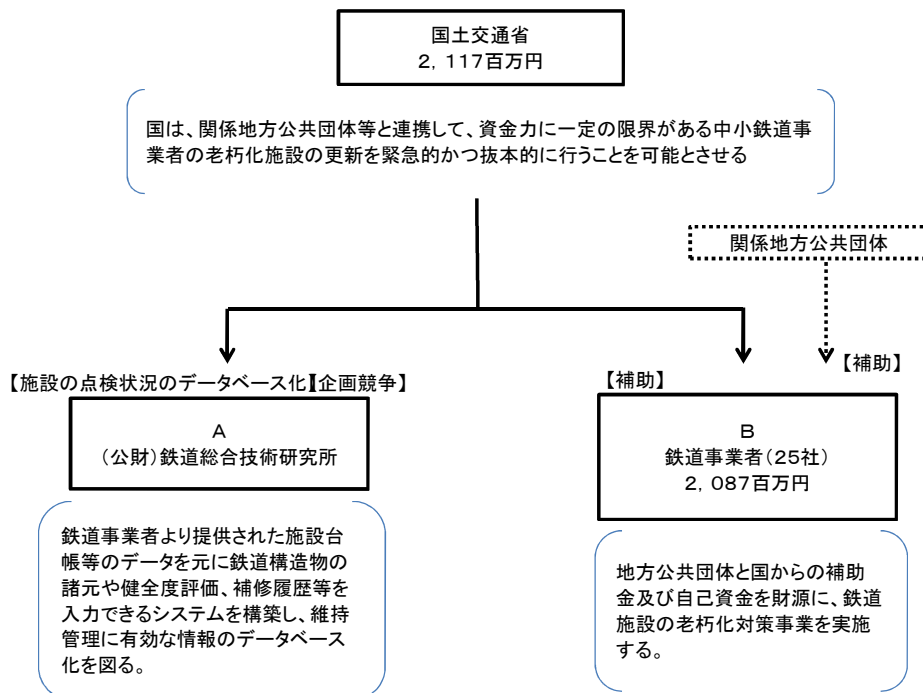 国土交通省
２，１１７百万円
国は、関係地方公共団体等と連携して、資金力に一定の限界がある中小鉄道事
業者の老朽化施設の更新を緊急的かつ抜本的に行うことを可能とさせる
関係地方公共団体
【補助】
【施設の点検状況のデータベース化】【企画競争】
【補助】
Ａ
（公財）鉄道総合技術研究所
Ｂ
鉄道事業者（２５社）
２，０８７百万円
鉄道事業者より提供された施設台
帳等のデータを元に鉄道構造物の
諸元や健全度評価、補修履歴等を
入力できるシステムを構築し、維持
管理に有効な情報のデータベース
化を図る。
地方公共団体と国からの補助
金及び自己資金を財源に、鉄道
施設の老朽化対策事業を実施
する。